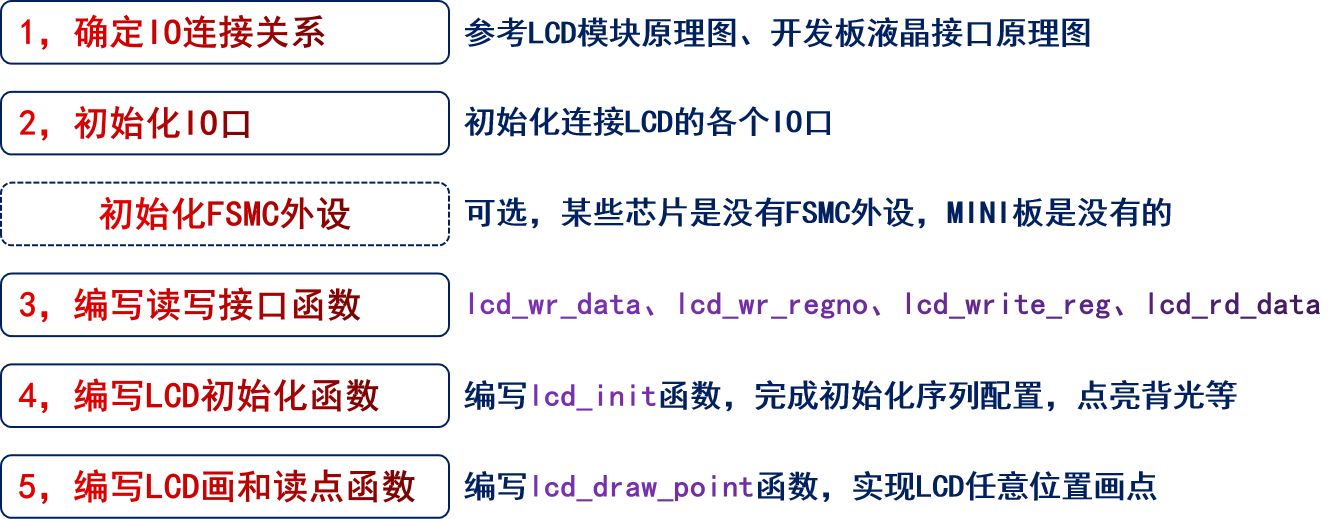 1，确定IO连接关系
参考LCD模块原理图、开发板液晶接口原理图
2，初始化IO口
初始化连接LCD的各个IO口
初始化FSMC外设
可选，某些芯片是没有FSMC外设，MINI板是没有的
3，编写读写接口函数
lcd_wr_data、lcd_wr_regno、lcd_write_reg、lcd_rd_data
4，编写LCD初始化函数
编写lcd_init函数，完成初始化序列配置，点亮背光等
5，编写LCD画和读点函数
编写lcd_draw_point函数，实现LCD任意位置画点